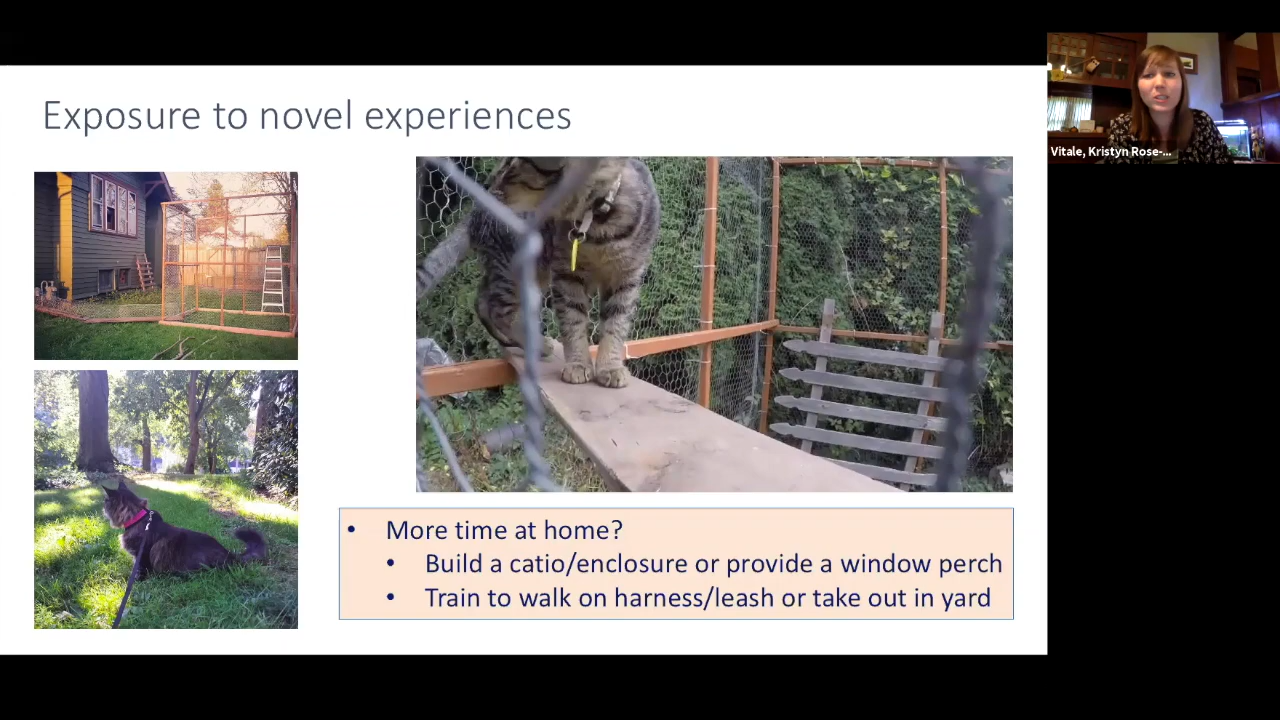 Exposure to novel experiences
Vitale, Kristyn Rose-...
• More time at home?
• Build a catio/enclosure or provide a window perch
• Train to walk on harness/leash or take out in yard